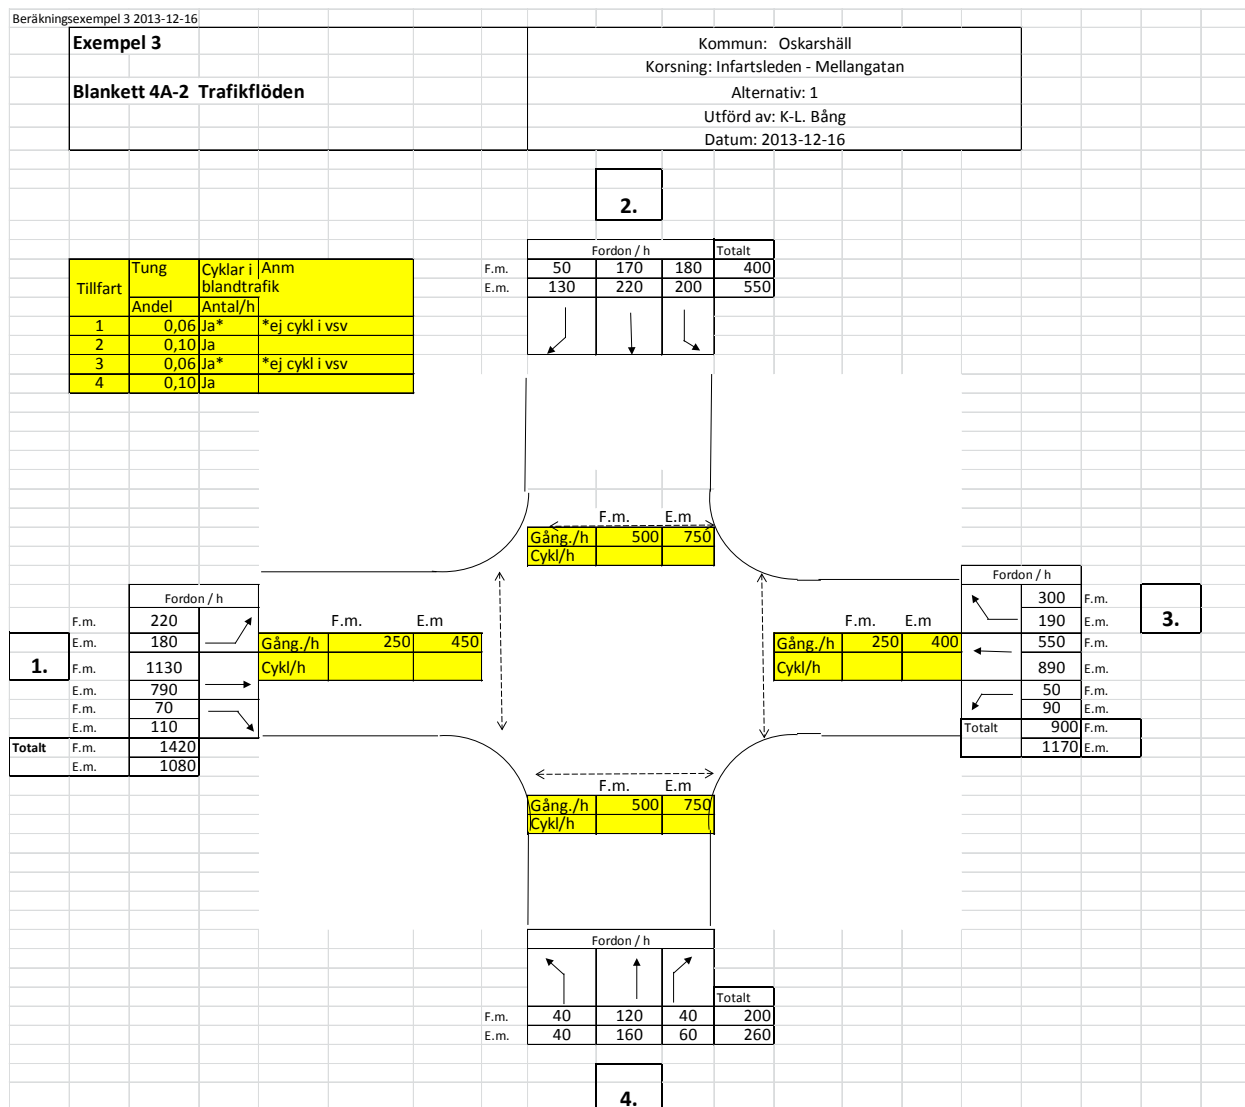 Beräkningsexempel 3 2013-12-16
Exempel 3
Blankett 4A-2 Trafikflöden
Kommun: Oskarshäll
Korsning: Infartsleden - Mellangatan
Alternativ: 1
Utförd av: K-L. Bång
Datum: 2013-12-16
2.
Fordon / h Totalt
F.m. 50 170 180 400
E.m. 130 220 200 550
Tillfart Tung Cyklar i blandtrafik Anm
Andel Antal/h
1 0,06 Ja* *ej cykl i vsv
2 0,10 Ja
3 0,06 Ja* *ej cykl i vsv
4 0,10 Ja
F.m. E.m
Gång./h 500 750
Cykl/h
1.
Fordon / h
F.m. 220
E.m. 180
F.m. 1130
E.m. 790
F.m. 70
E.m. 110
Totalt F.m. 1420
E.m. 1080
F.m. E.m
Gång./h 250 450
Cykl/h
F.m. E.m
Gång./h 250 400
Cykl/h
Fordon / h
300 F.m.
190 E.m.
550 F.m.
890 E.m.
50 F.m.
90 E.m.
Totalt 900 F.m.
1170 E.m.
3.
F.m. E.m
Gång./h 500 750
Cykl/h
Fordon / h
Totalt
F.m. 40 120 40 200
E.m. 40 160 60 260
4.